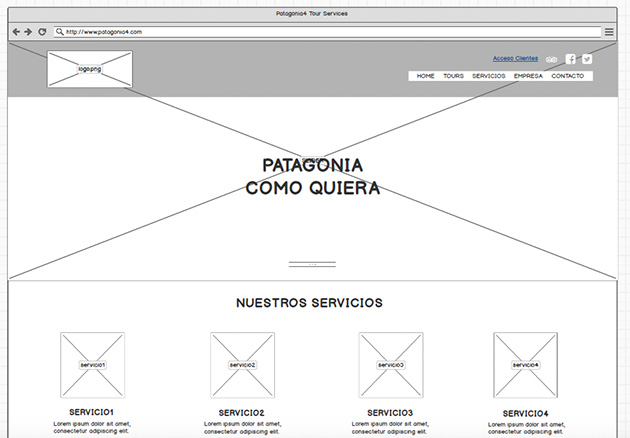 Patagonia4 Tour Services
http://www.patagonia4.com
logo.png
Acceso Clientes
HOME TOURS SERVICIOS EMPRESA CONTACTO
PATAGONIA
COMO QUIERA
NUESTROS SERVICIOS
servicio1 servicio2 servicio3 servicio4
SERVICIO1 SERVICIO2 SERVICIO3 SERVICIO4
Lorem ipsum dolor sit amet, Lorem ipsum dolor sit amet, Lorem ipsum dolor sit amet, Lorem ipsum dolor sit amet,
consectetur adipiscing elit. consectetur adipiscing elit. consectetur adipiscing elit. consectetur adipiscing elit.